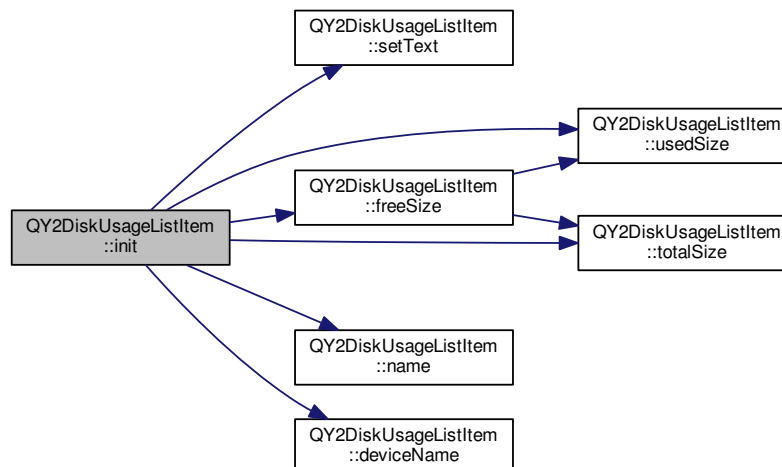 QY2DiskUsageListItem
::setText
QY2DiskUsageListItem
::usedSize
QY2DiskUsageListItem
::freeSize
QY2DiskUsageListItem
::init
QY2DiskUsageListItem
::totalSize
QY2DiskUsageListItem
::name
QY2DiskUsageListItem
::deviceName